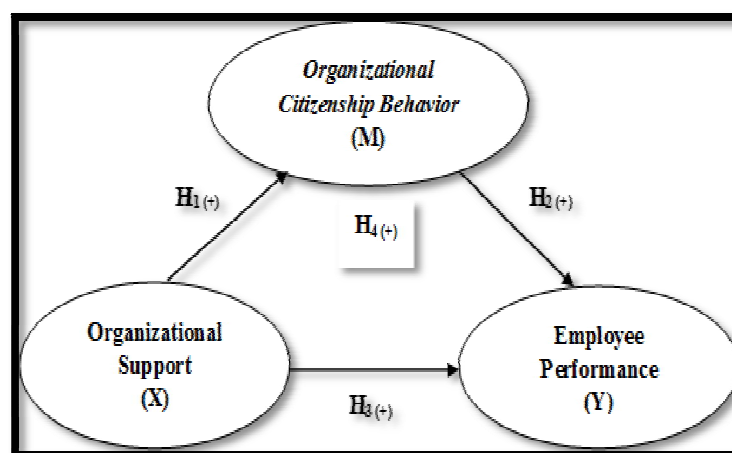 Organizational
Citizenship Behavior
(M)
H1 (+)
H2 (+)
H4 (+)
Organizational
Support
(X)
Employee
Performance
(Y)
H3 (+)